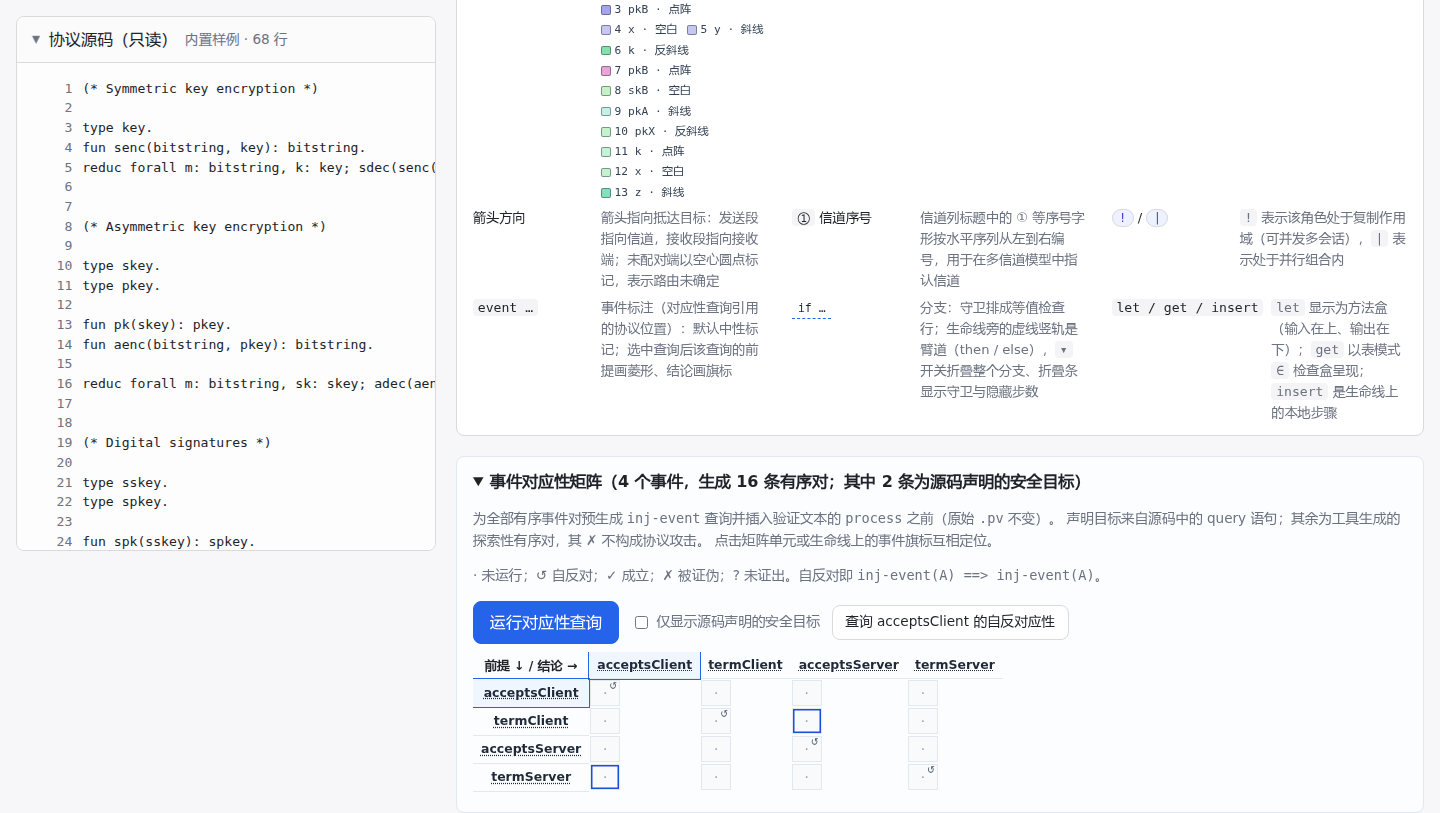 ▼ 协议源码（只读） 内置样例 · 68 行
1 (* Symmetric key encryption *)
2
3 type key.
4 fun senc(bitstring, key): bitstring.
5 reduc forall m: bitstring, k: key; sdec(senc(
6
7
8 (* Asymmetric key encryption *)
9
10 type skey.
11 type pkey.
12
13 fun pk(skey): pkey.
14 fun aenc(bitstring, pkey): bitstring.
15
16 reduc forall m: bitstring, sk: skey; adec(aen
17
18
19 (* Digital signatures *)
20
21 type sskey.
22 type spkey.
23
24 fun spk(sskey): spkey.
3 pkB · 点阵
4 x · 空白 5 y · 斜线
6 k · 反斜线
7 pkB · 点阵
8 skB · 空白
9 pkA · 斜线
10 pkX · 反斜线
11 k · 点阵
12 x · 空白
13 z · 斜线
箭头方向
箭头指向抵达目标：发送段
指向信道，接收段指向接收
端；未配对端以空心圆点标
记，表示路由未确定
① 信道序号
信道列标题中的 ① 等序号字
形按水平序列从左到右编
号，用于在多信道模型中指
认信道
! / |
! 表示该角色处于复制作用
域（可并发多会话），| 表
示处于并行组合内
event …
事件标注（对应性查询引用
的协议位置）：默认中性标
记；选中查询后该查询的前
提画菱形、结论画旗标
if …
分支：守卫排成等值检查
行；生命线旁的虚线竖轨是
臂道（then / else），▾
开关折叠整个分支、折叠条
显示守卫与隐藏步数
let / get / insert
let 显示为方法盒
（输入在上、输出在
下）；get 以表模式
∈ 检查盒呈现；
insert 是生命线上
的本地步骤
▼ 事件对应性矩阵（4 个事件，生成 16 条有序对；其中 2 条为源码声明的安全目标）
为全部有序事件对预生成 inj-event 查询并插入验证文本的 process 之前（原始 .pv 不变）。 声明目标来自源码中的 query 语句；其余为工具生成的
探索性有序对，其 ✗ 不构成协议攻击。 点击矩阵单元或生命线上的事件旗标互相定位。
· 未运行；↺ 自反对；✓ 成立；✗ 被证伪；? 未证出。自反对即 inj-event(A) ==> inj-event(A)。
运行对应性查询 仅显示源码声明的安全目标 查询 acceptsClient 的自反对应性
前提 ↓ / 结论 → acceptsClient termClient acceptsServer termServer
acceptsClient ·↺ · · ·
termClient · ·↺ · ·
acceptsServer · · ·↺ ·
termServer · · · ·↺